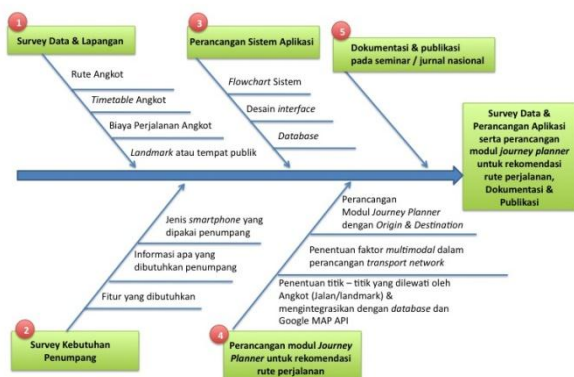 1
Survey Data & Lapangan
Rute Angkot
Timetable Angkot
Biaya Perjalanan Angkot
Landmark atau tempat publik
3
Perancangan Sistem Aplikasi
Flowchart Sistem
Desain interface
Database
5
Dokumentasi & publikasi
pada seminar / jurnal nasional
Survey Data &
Perancangan Aplikasi
serta perancangan
modul journey planner
untuk rekomendasi
rute perjalanan,
Dokumentasi &
Publikasi
Jenis smartphone yang
dipakai penumpang
Informasi apa yang
dibutuhkan penumpang
Fitur yang dibutuhkan
2
Survey Kebutuhan
Penumpang
Perancangan
Modul Journey Planner
dengan Origin & Destination
Penentuan faktor multimodal dalam
perancangan transport network
Penentuan titik – titik yang dilewati oleh
Angkot (Jalan/landmark) &
mengintegrasikan dengan database dan
Google MAP API
4
Perancangan modul Journey
Planner untuk rekomendasi
rute perjalanan